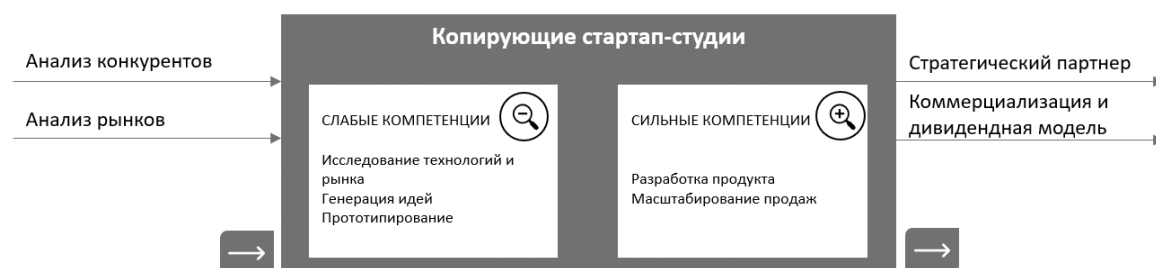 Копирующие стартап-студии
Анализ конкурентов
Анализ рынков
СЛАБЫЕ КОМПЕТЕНЦИИ
Исследование технологий и
рынка
Генерация идей
Прототипирование
СИЛЬНЫЕ КОМПЕТЕНЦИИ
Разработка продукта
Масштабирование продаж
Стратегический партнер
Коммерциализация и
дивидендная модель